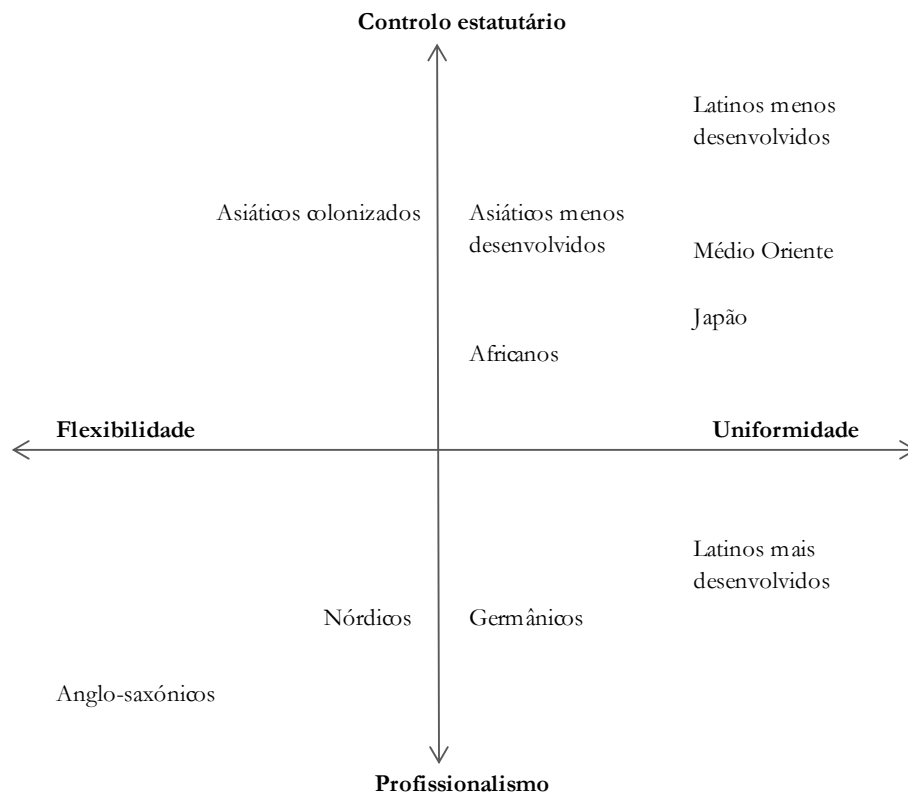 Controlo estatutário
Latinos menos
desenvolvidos
Asiáticos colonizados
Asiáticos menos
desenvolvidos
Médio Oriente
Japão
Africanos
Flexibilidade
Uniformidade
Latinos mais
desenvolvidos
Nórdicos
Germânicos
Anglo-saxónicos
Profissionalismo